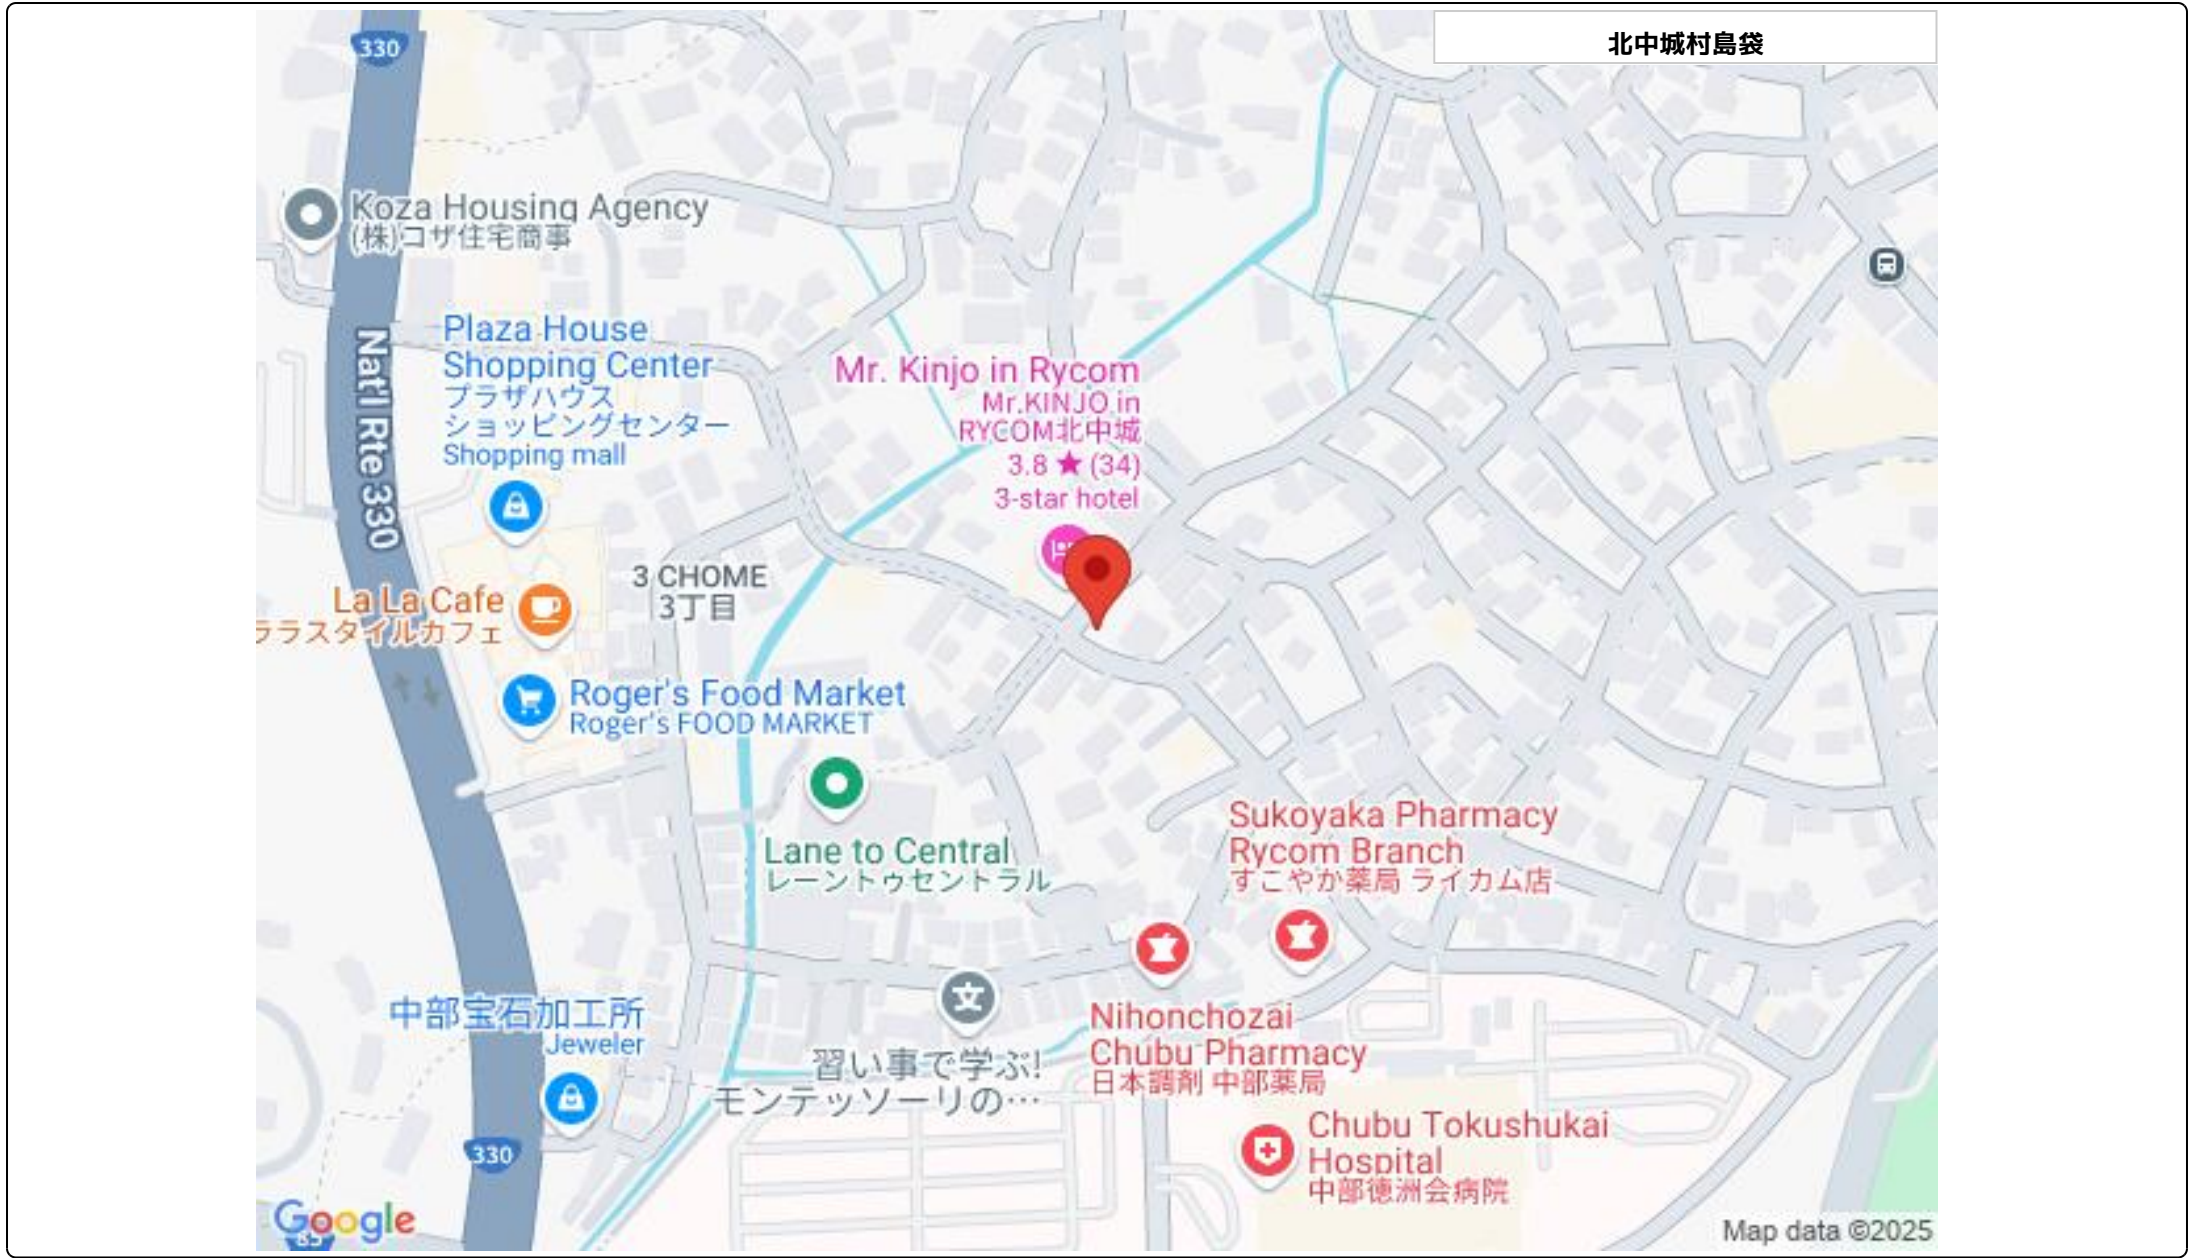 北中城村島袋
330
Koza Housing Agency
(株)コザ住宅商事
Nat'l Rte 330
Plaza House
Shopping Center
プラザハウス
ショッピングセンター
Shopping mall
Mr. Kinjo in Rycom
Mr.KINJO in
RYCOM北中城
3.8 ★ (34)
3-star hotel
La La Cafe
ララスタイルカフェ
3 CHOME
3丁目
Roger's Food Market
Roger's FOOD MARKET
Lane to Central
レーントゥセントラル
Sukoyaka Pharmacy
Rycom Branch
すこやか薬局 ライカム店
文
中部宝石加工所
Jeweler
習い事で学ぶ!
モンテッソーリの…
Nihonchozai
Chubu Pharmacy
日本調剤 中部薬局
Chubu Tokushukai
Hospital
中部徳洲会病院
330
Google
85
Map data ©2025